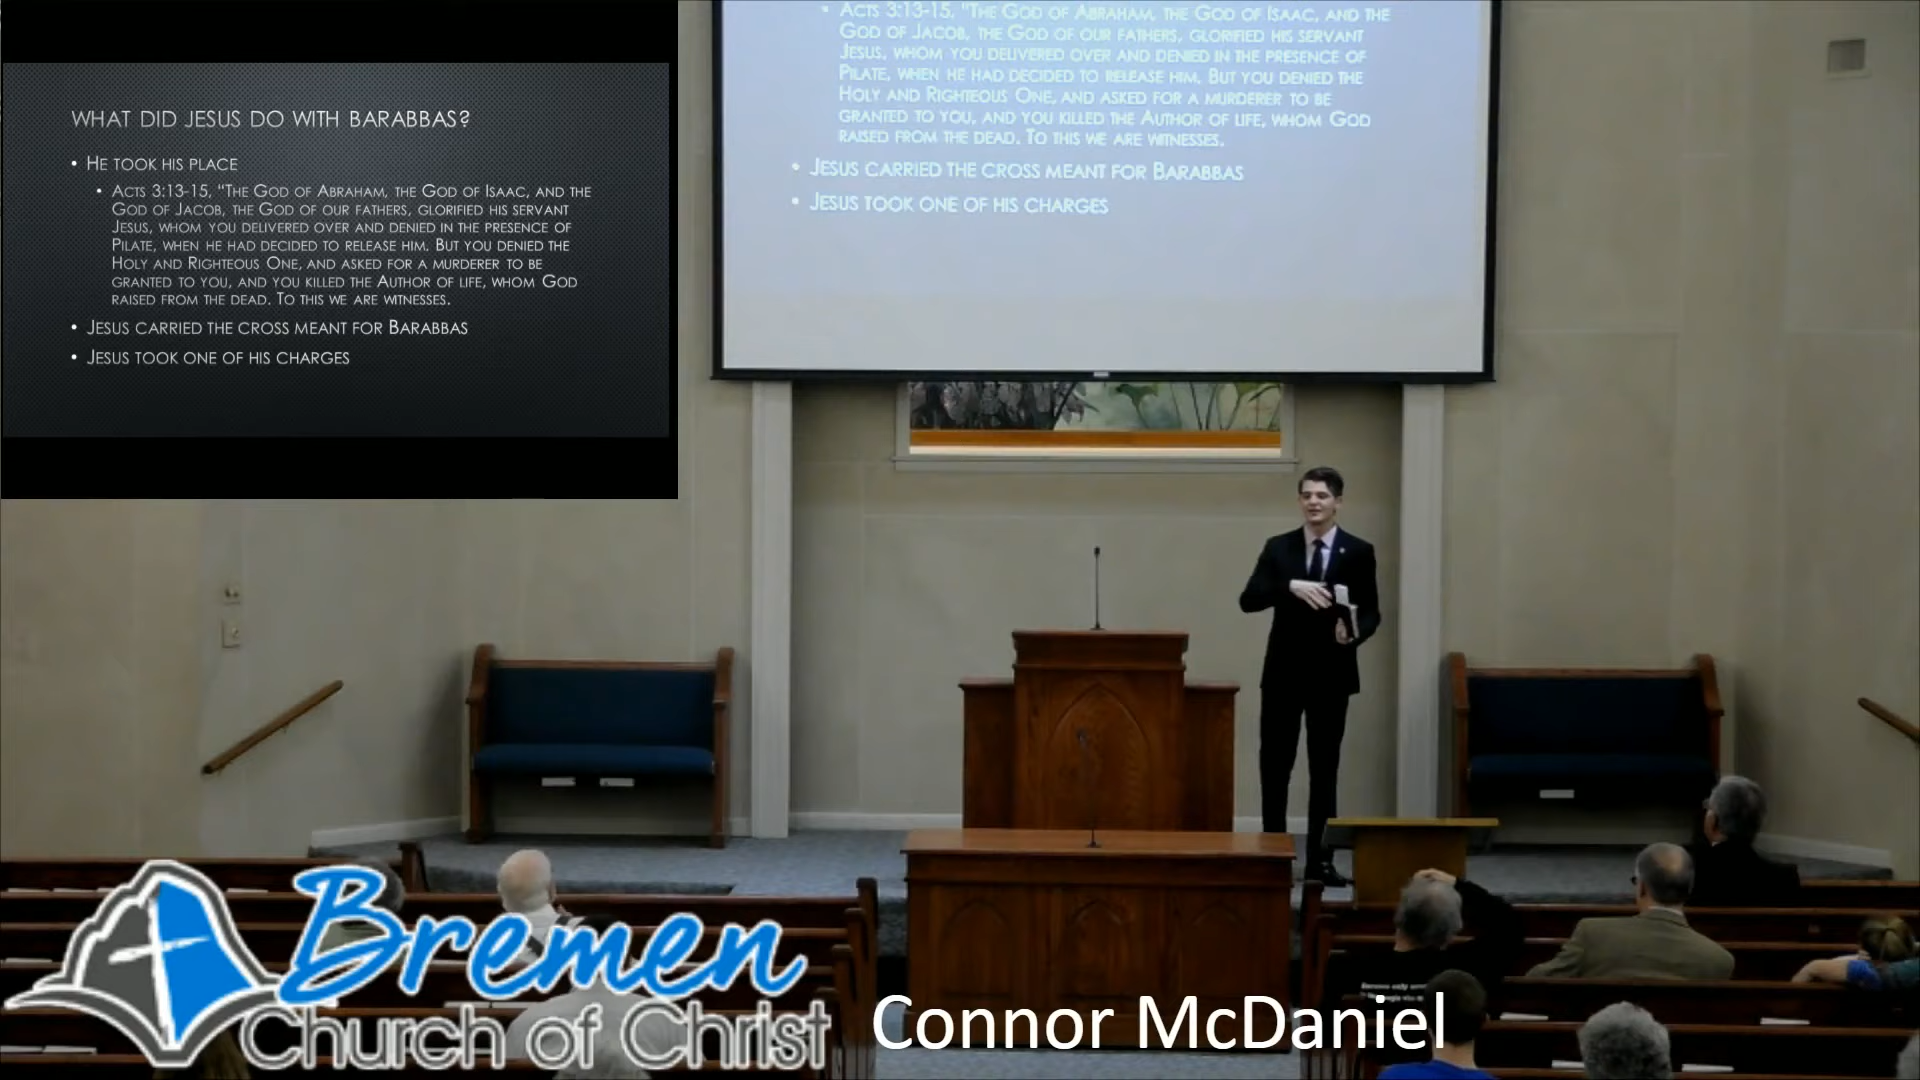 WHAT DID JESUS DO WITH BARABBAS?
• HE TOOK HIS PLACE
• ACTS 3:13-15, "THE GOD OF ABRAHAM, THE GOD OF ISAAC, AND THE
GOD OF JACOB, THE GOD OF OUR FATHERS, GLORIFIED HIS SERVANT
JESUS, WHOM YOU DELIVERED OVER AND DENIED IN THE PRESENCE OF
PILATE, WHEN HE HAD DECIDED TO RELEASE HIM. BUT YOU DENIED THE
HOLY AND RIGHTEOUS ONE, AND ASKED FOR A MURDERER TO BE
GRANTED TO YOU, AND YOU KILLED THE AUTHOR OF LIFE, WHOM GOD
RAISED FROM THE DEAD. TO THIS WE ARE WITNESSES.
• JESUS CARRIED THE CROSS MEANT FOR BARABBAS
• JESUS TOOK ONE OF HIS CHARGES
• ACTS 3:13-15, "THE GOD OF ABRAHAM, THE GOD OF ISAAC, AND THE
GOD OF JACOB, THE GOD OF OUR FATHERS, GLORIFIED HIS SERVANT
JESUS, WHOM YOU DELIVERED OVER AND DENIED IN THE PRESENCE OF
PILATE, WHEN HE HAD DECIDED TO RELEASE HIM. BUT YOU DENIED THE
HOLY AND RIGHTEOUS ONE, AND ASKED FOR A MURDERER TO BE
GRANTED TO YOU, AND YOU KILLED THE AUTHOR OF LIFE, WHOM GOD
RAISED FROM THE DEAD. TO THIS WE ARE WITNESSES.
• JESUS CARRIED THE CROSS MEANT FOR BARABBAS
• JESUS TOOK ONE OF HIS CHARGES
Bremen
Church of Christ
Connor McDaniel